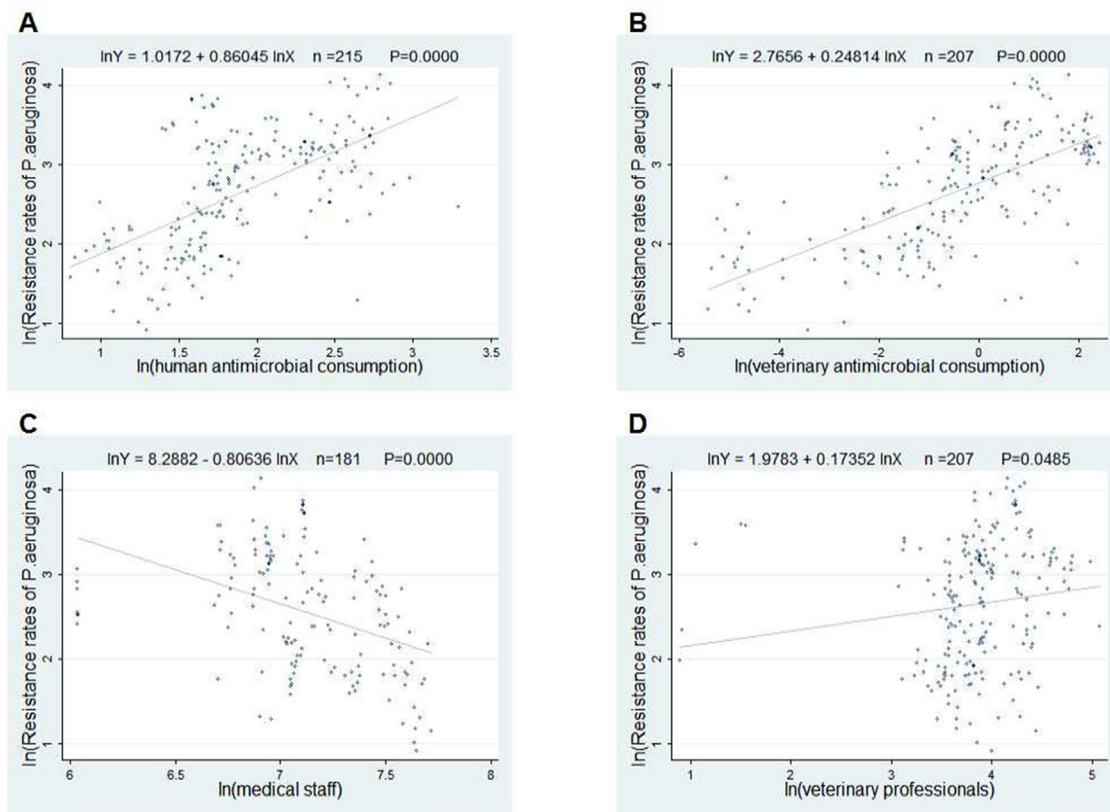 A
lnY = 1.0172 + 0.86045 lnX n =215 P=0.0000
ln(Resistance rates of P.aeruginosa)
4
3
2
1
1 1.5 2 2.5 3 3.5
ln(human antimicrobial consumption)
B
lnY = 2.7656 + 0.24814 lnX n =207 P=0.0000
ln(Resistance rates of P.aeruginosa)
4
3
2
1
-6 -4 -2 0 2
ln(veterinary antimicrobial consumption)
C
lnY = 8.2882 - 0.80636 lnX n=181 P=0.0000
ln(Resistance rates of P.aeruginosa)
4
3
2
1
6 6.5 7 7.5 8
ln(medical staff)
D
lnY = 1.9783 + 0.17352 lnX n =207 P=0.0485
ln(Resistance rates of P.aeruginosa)
4
3
2
1
1 2 3 4 5
ln(veterinary professionals)